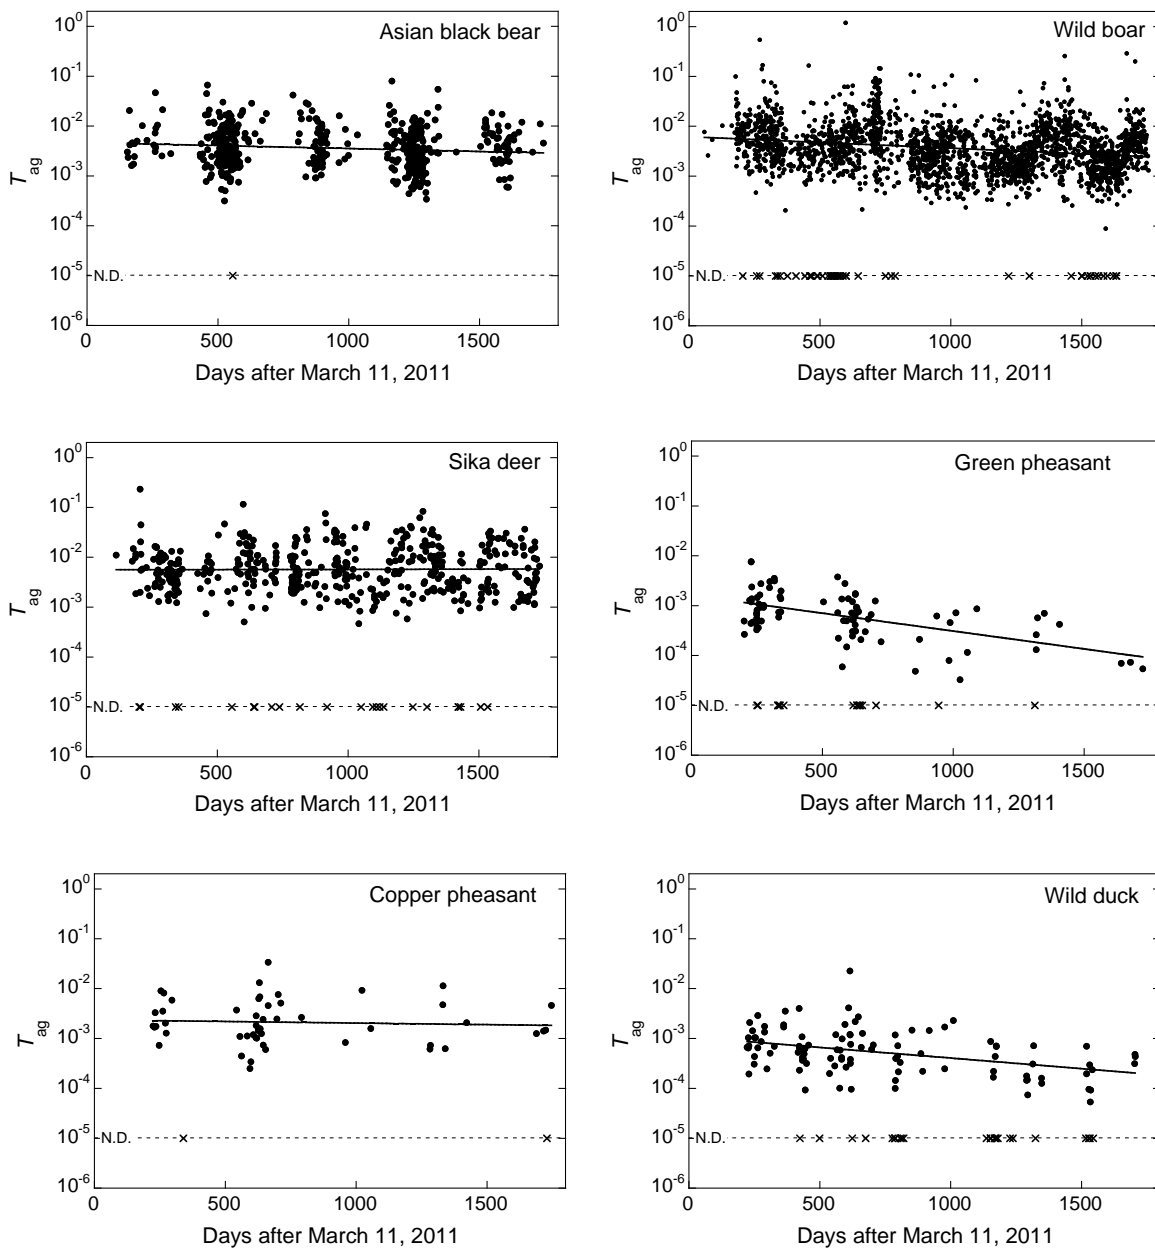 Asian black bear
10^0
10^-1
10^-2
10^-3
10^-4
10^-5
10^-6
T_ag
N.D.
0 500 1000 1500
Days after March 11, 2011
Wild boar
10^0
10^-1
10^-2
10^-3
10^-4
10^-5
10^-6
T_ag
N.D.
0 500 1000 1500
Days after March 11, 2011
Sika deer
10^0
10^-1
10^-2
10^-3
10^-4
10^-5
10^-6
T_ag
N.D.
0 500 1000 1500
Days after March 11, 2011
Green pheasant
10^0
10^-1
10^-2
10^-3
10^-4
10^-5
10^-6
T_ag
N.D.
0 500 1000 1500
Days after March 11, 2011
Copper pheasant
10^0
10^-1
10^-2
10^-3
10^-4
10^-5
10^-6
T_ag
N.D.
0 500 1000 1500
Days after March 11, 2011
Wild duck
10^0
10^-1
10^-2
10^-3
10^-4
10^-5
10^-6
T_ag
N.D.
0 500 1000 1500
Days after March 11, 2011